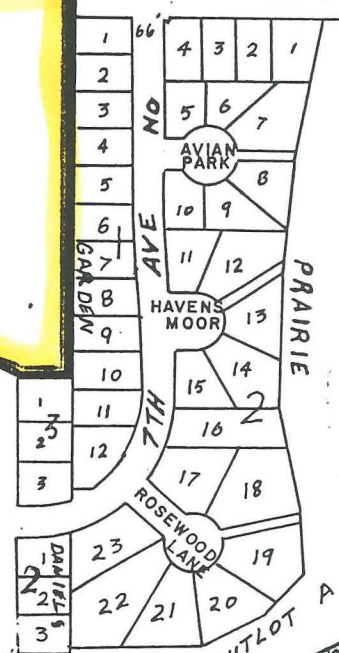 1
2
3
4
5
6
7
8
9
10
11
12
1
GARDEN
66'
7TH AVE NO
4 3 2 1
5 6 7
AVIAN
PARK
8
10 9
11 12
HAVENS
MOOR
13
14
15
2
16
17 18
ROSEWOOD
LANE
19
20
21
22
23
PRAIRIE
1
2
3
3
1
2
3
2
DANIELS
UTLOT A